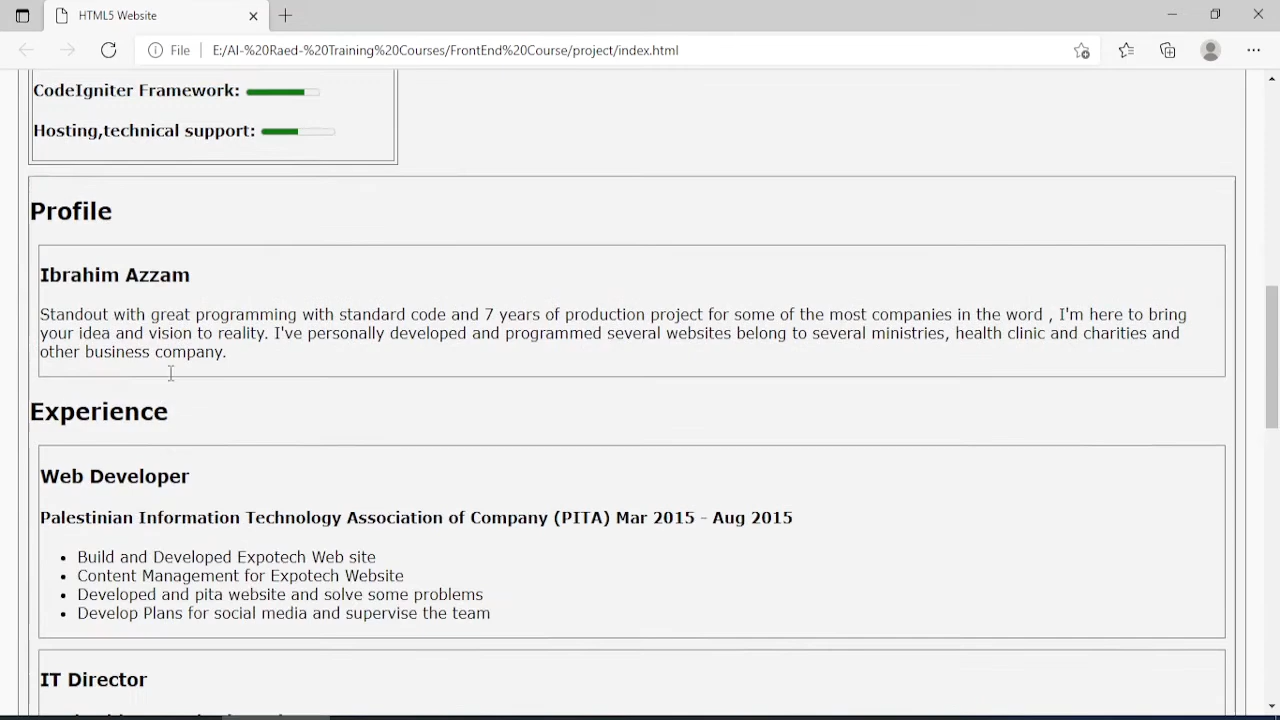 HTML5 Website
File
E:/AI-%20Raed-%20Training%20Courses/FrontEnd%20Course/project/index.html
CodeIgniter Framework:
Hosting,technical support:
Profile
Ibrahim Azzam
Standout with great programming with standard code and 7 years of production project for some of the most companies in the word , I'm here to bring
your idea and vision to reality. I've personally developed and programmed several websites belong to several ministries, health clinic and charities and
other business company.
Experience
Web Developer
Palestinian Information Technology Association of Company (PITA) Mar 2015 - Aug 2015
• Build and Developed Expotech Web site
• Content Management for Expotech Website
• Developed and pita website and solve some problems
• Develop Plans for social media and supervise the team
IT Director